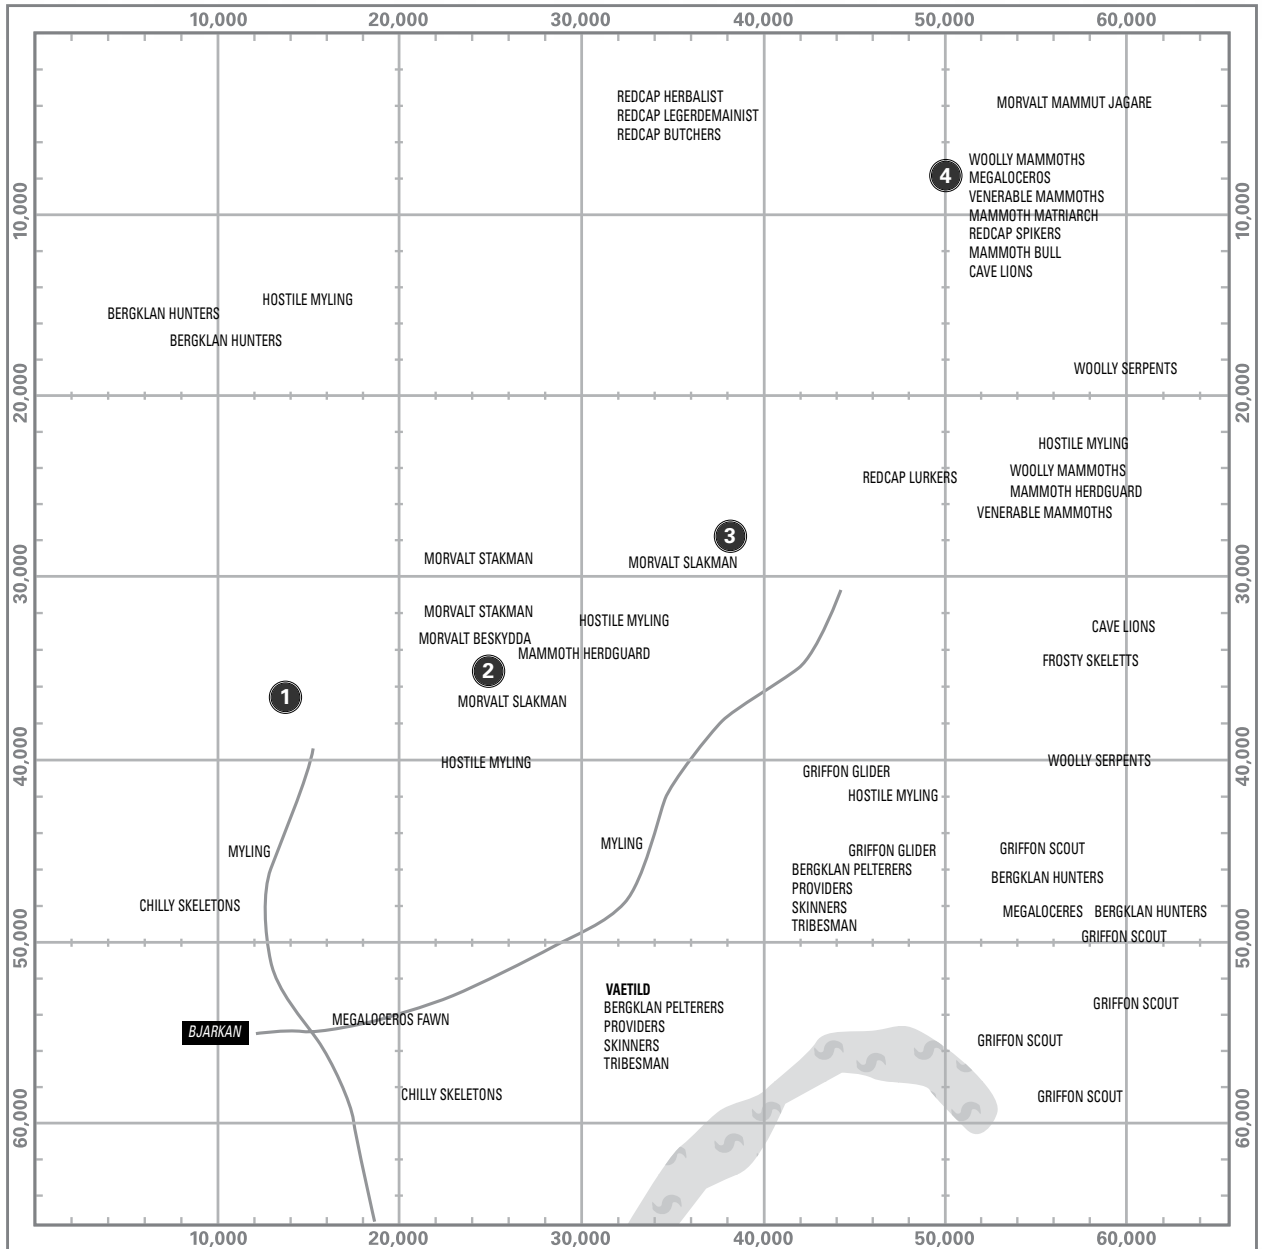 10,000 20,000 30,000 40,000 50,000 60,000
REDCAP HERBALIST
REDCAP LEGERDEMAINIST
REDCAP BUTCHERS
MORVALT MAMMUT JAGARE
4
WOOLLY MAMMOTHS
MEGALOCEROS
VENERABLE MAMMOTHS
MAMMOTH MATRIARCH
REDCAP SPIKERS
MAMMOTH BULL
CAVE LIONS
10,000
10,000
HOSTILE MYLING
BERGKLAN HUNTERS
BERGKLAN HUNTERS
WOOLLY SERPENTS
20,000
20,000
HOSTILE MYLING
WOOLLY MAMMOTHS
REDCAP LURKERS
MAMMOTH HERDGUARD
VENERABLE MAMMOTHS
3
MORVALT STAKMAN
MORVALT SLAKMAN
30,000
30,000
MORVALT STAKMAN
HOSTILE MYLING
CAVE LIONS
MORVALT BESKYDDA
MAMMOTH HERDGUARD
FROSTY SKELETTS
2
1
MORVALT SLAKMAN
40,000
40,000
HOSTILE MYLING
WOOLLY SERPENTS
GRIFFON GLIDER
HOSTILE MYLING
MYLING
MYLING
GRIFFON GLIDER
GRIFFON SCOUT
BERGKLAN PELTERERS
PROVIDERS
SKINNERS
TRIBESMAN
BERGKLAN HUNTERS
CHILLY SKELETONS
MEGALOCERES BERGKLAN HUNTERS
GRIFFON SCOUT
50,000
50,000
VAETILD
BERGKLAN PELTERERS
PROVIDERS
SKINNERS
TRIBESMAN
GRIFFON SCOUT
MEGALOCEROS FAWN
BJARKAN
GRIFFON SCOUT
CHILLY SKELETONS
GRIFFON SCOUT
60,000
60,000
10,000 20,000 30,000 40,000 50,000 60,000